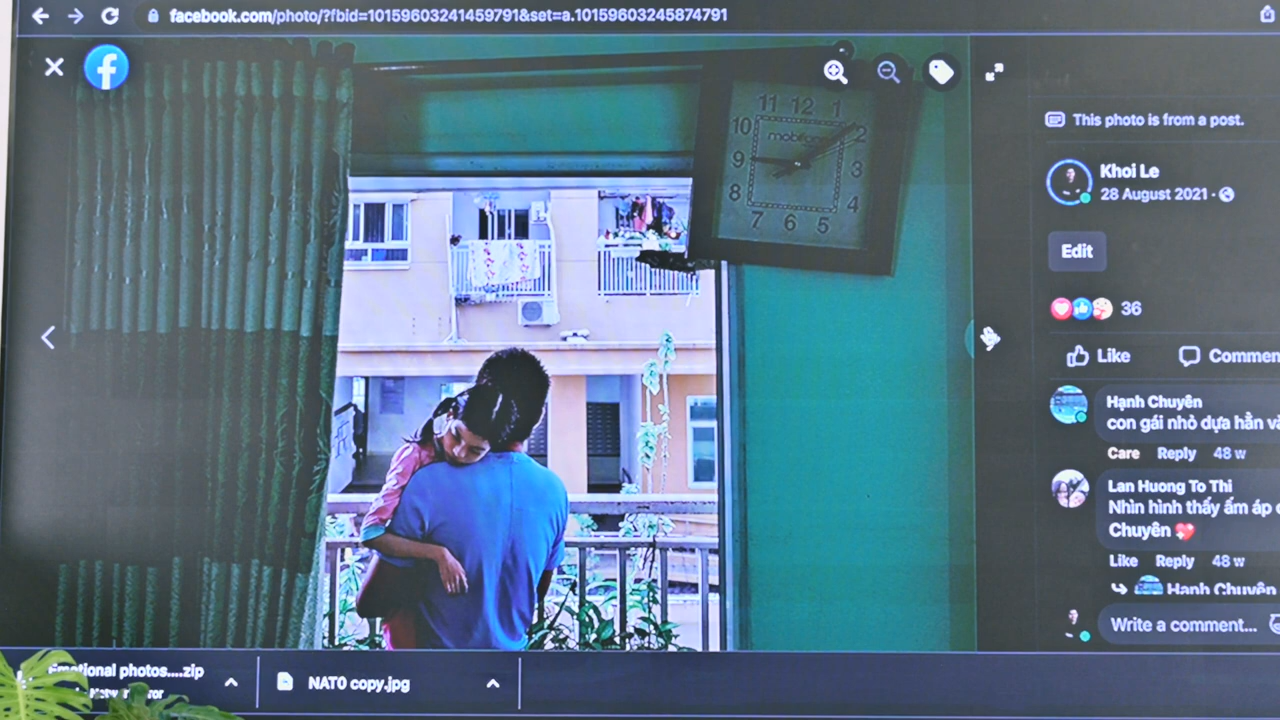 facebook.com/photo/?fbid=10159603241459791&set=a.10159603245874791
11 12 1
10 2
9 3
8 4
7 6 5
This photo is from a post.
Khoi Le
28 August 2021 ·
Edit
36
Like Commen
Hạnh Chuyên
con gái nhỏ dựa hẳn và
Care Reply 48 w
Lan Huong To Thi
Nhìn hình thấy ấm áp
Chuyên
Like Reply 48 w
Hạnh Chuyên
Write a comment...
Emotional photos....zip
NAT0 copy.jpg